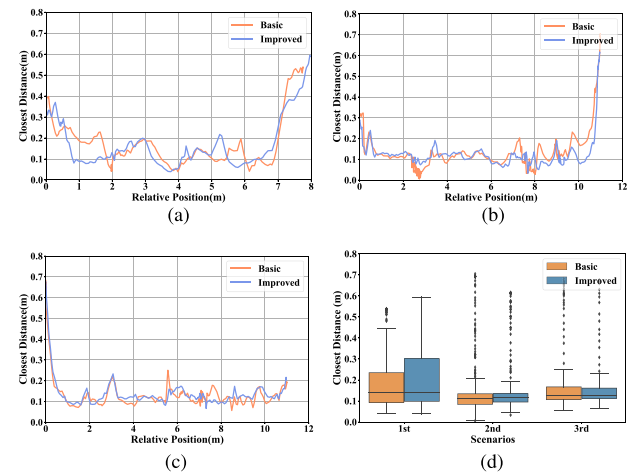 0.8
0.7
0.6
0.5
0.4
0.3
0.2
0.1
0.0
Closest Distance(m)
Basic
Improved
0 1 2 3 4 5 6 7 8
Relative Position(m)
(a)
0.8
0.7
0.6
0.5
0.4
0.3
0.2
0.1
0.0
Closest Distance(m)
Basic
Improved
0 2 4 6 8 10 12
Relative Position(m)
(b)
0.8
0.7
0.6
0.5
0.4
0.3
0.2
0.1
0.0
Closest Distance(m)
Basic
Improved
0 2 4 6 8 10 12
Relative Position(m)
(c)
0.8
0.7
0.6
0.5
0.4
0.3
0.2
0.1
0.0
Closest Distance (m)
Basic
Improved
1st 2nd 3rd
Scenarios
(d)